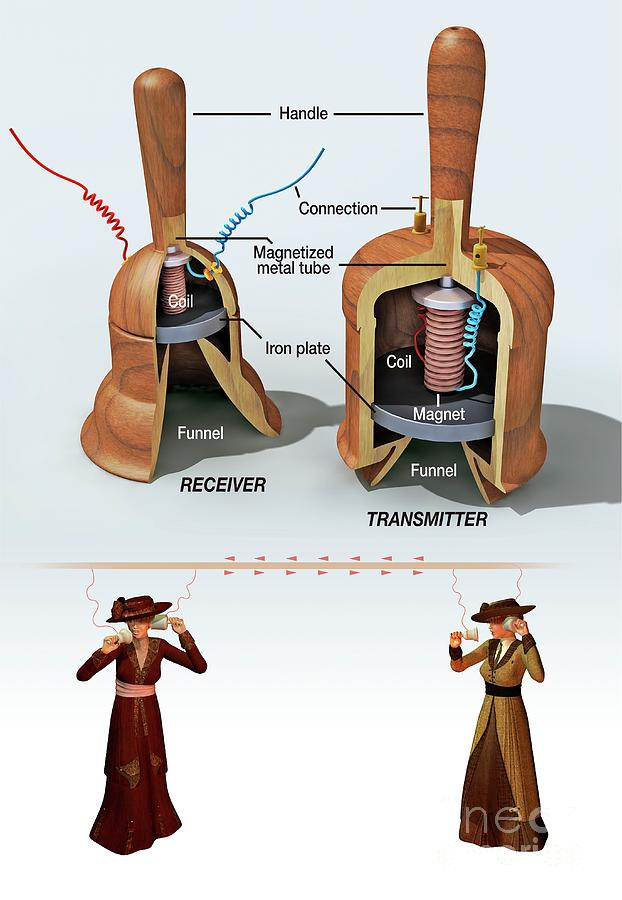 Handle
Connection
Magnetized
metal tube
Coil
Iron plate
Coil
Magnet
Funnel
Funnel
RECEIVER
TRANSMITTER